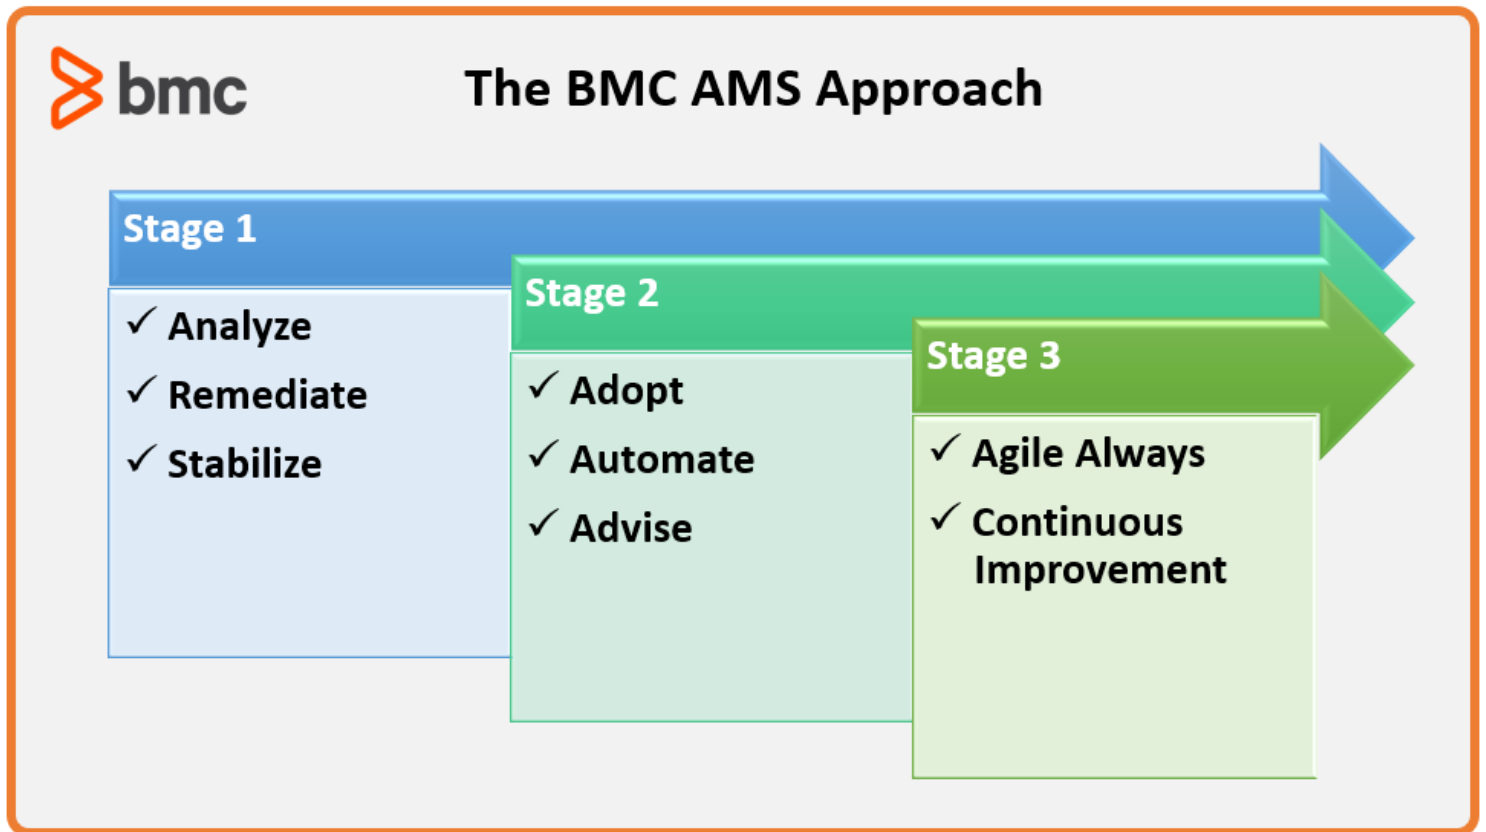 bmc
The BMC AMS Approach
Stage 1
✓ Analyze
✓ Remediate
✓ Stabilize
Stage 2
✓ Adopt
✓ Automate
✓ Advise
Stage 3
✓ Agile Always
✓ Continuous
Improvement